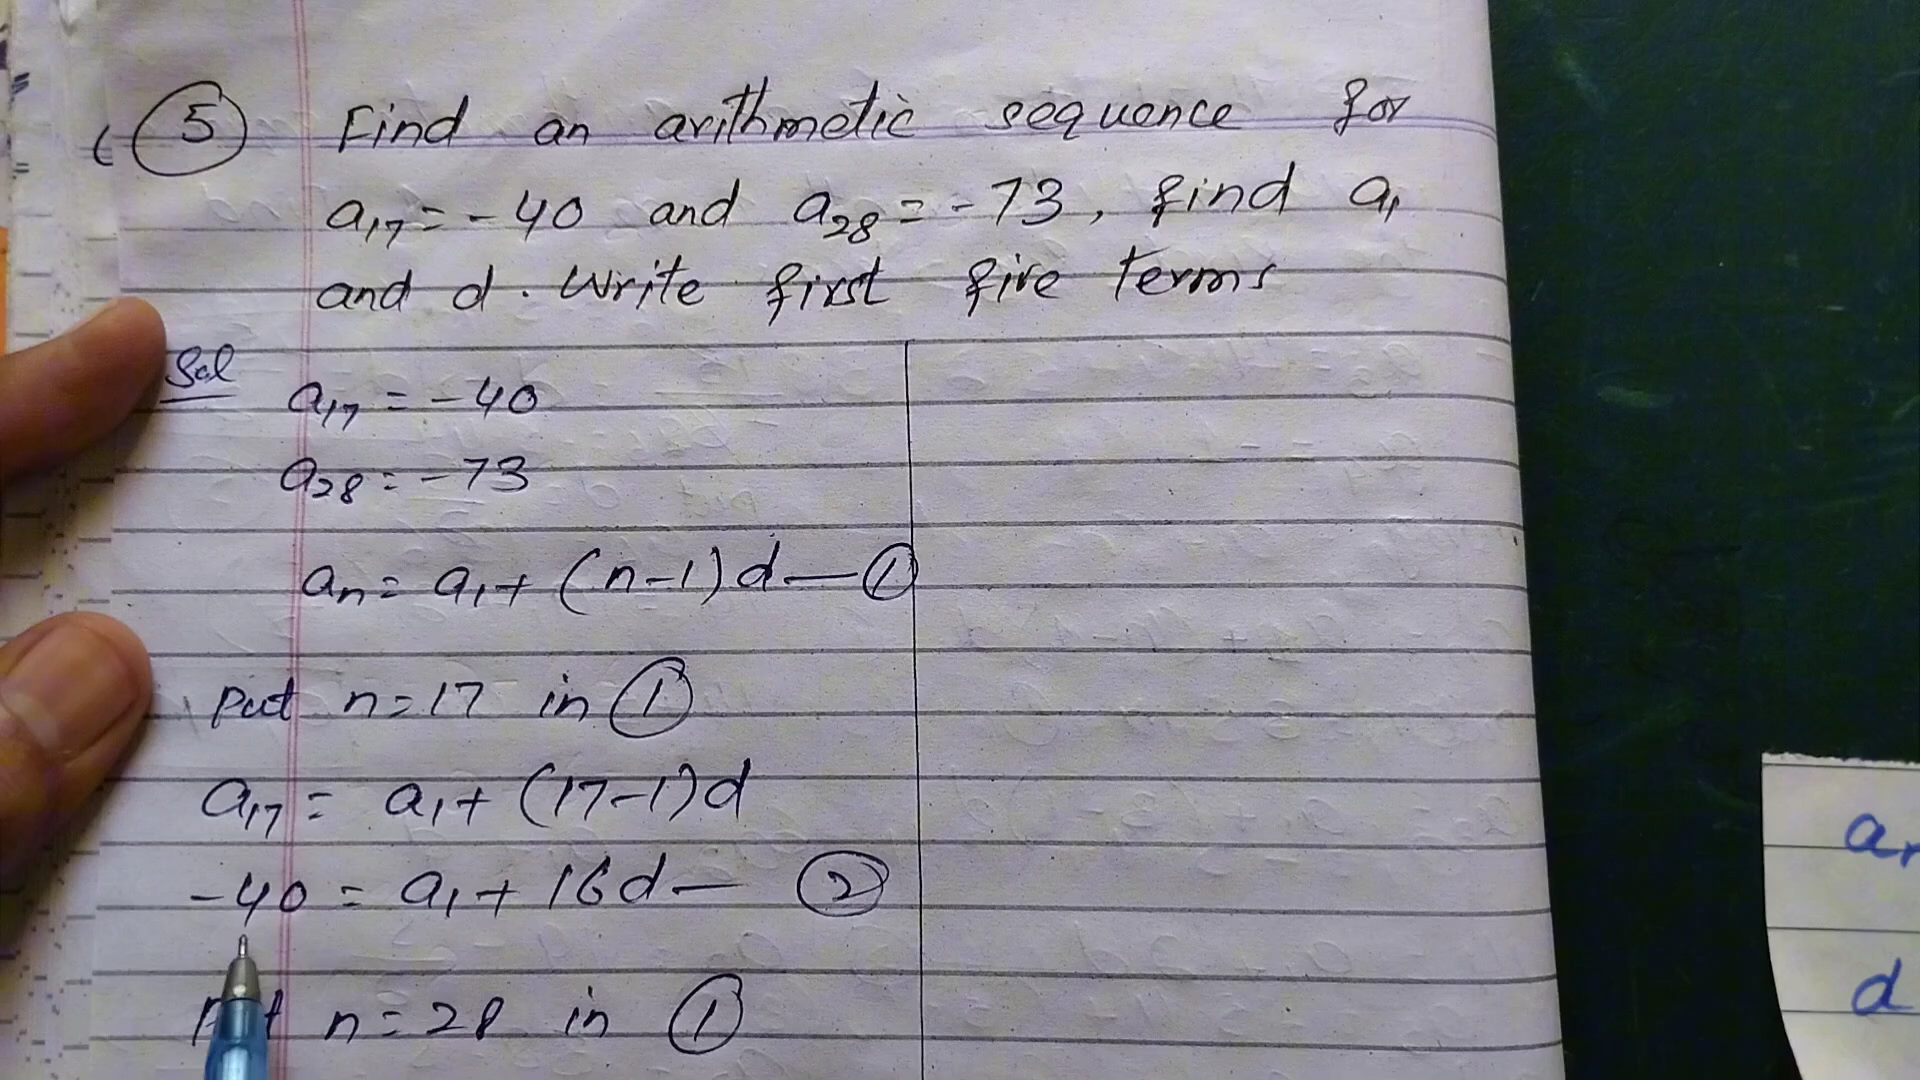 5 Find an arithmetic sequence for
a17 = -40 and a28 = -73, find a1
and d. Write first five terms
Sol
a17 = -40
a28 = -73
an = a1 + (n-1)d — 1
Put n=17 in 1
a17 = a1 + (17-1)d
-40 = a1 + 16d — 2
n=28 in 1
d